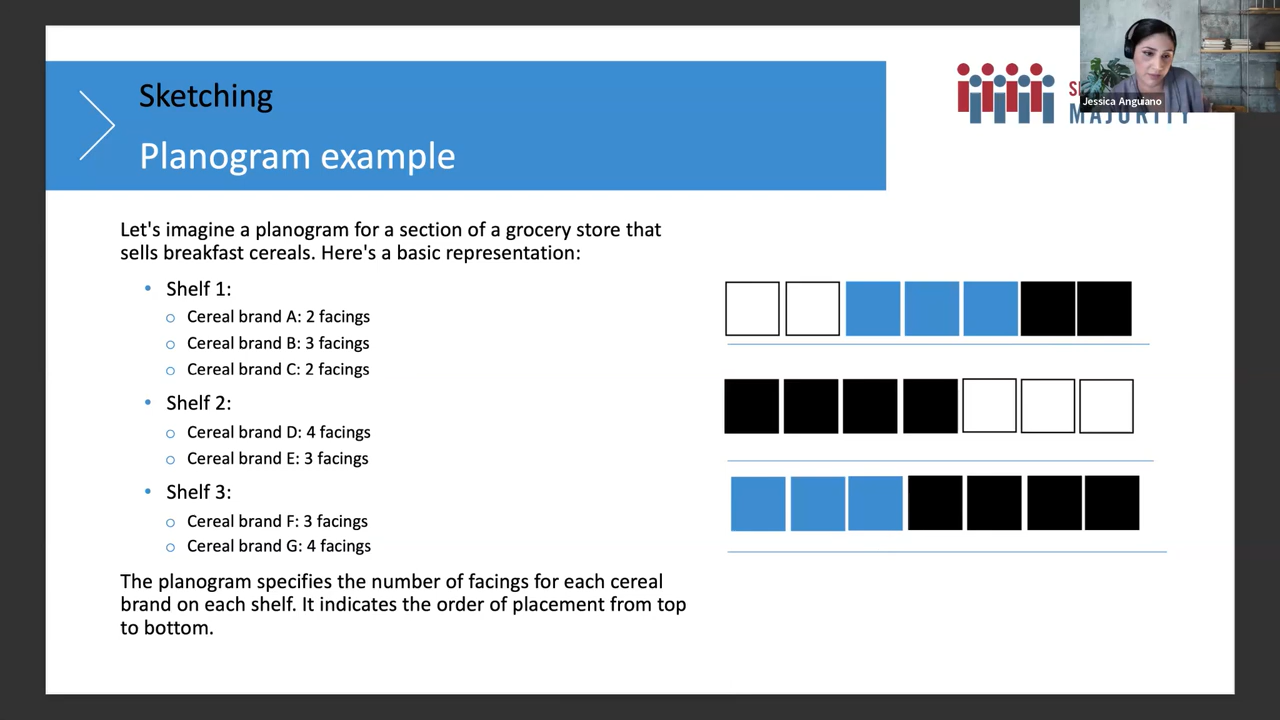 Sketching
Planogram example
Jessica Anguiano
MAJORITY
Let's imagine a planogram for a section of a grocery store that
sells breakfast cereals. Here's a basic representation:
• Shelf 1:
o Cereal brand A: 2 facings
o Cereal brand B: 3 facings
o Cereal brand C: 2 facings
• Shelf 2:
o Cereal brand D: 4 facings
o Cereal brand E: 3 facings
• Shelf 3:
o Cereal brand F: 3 facings
o Cereal brand G: 4 facings
The planogram specifies the number of facings for each cereal
brand on each shelf. It indicates the order of placement from top
to bottom.